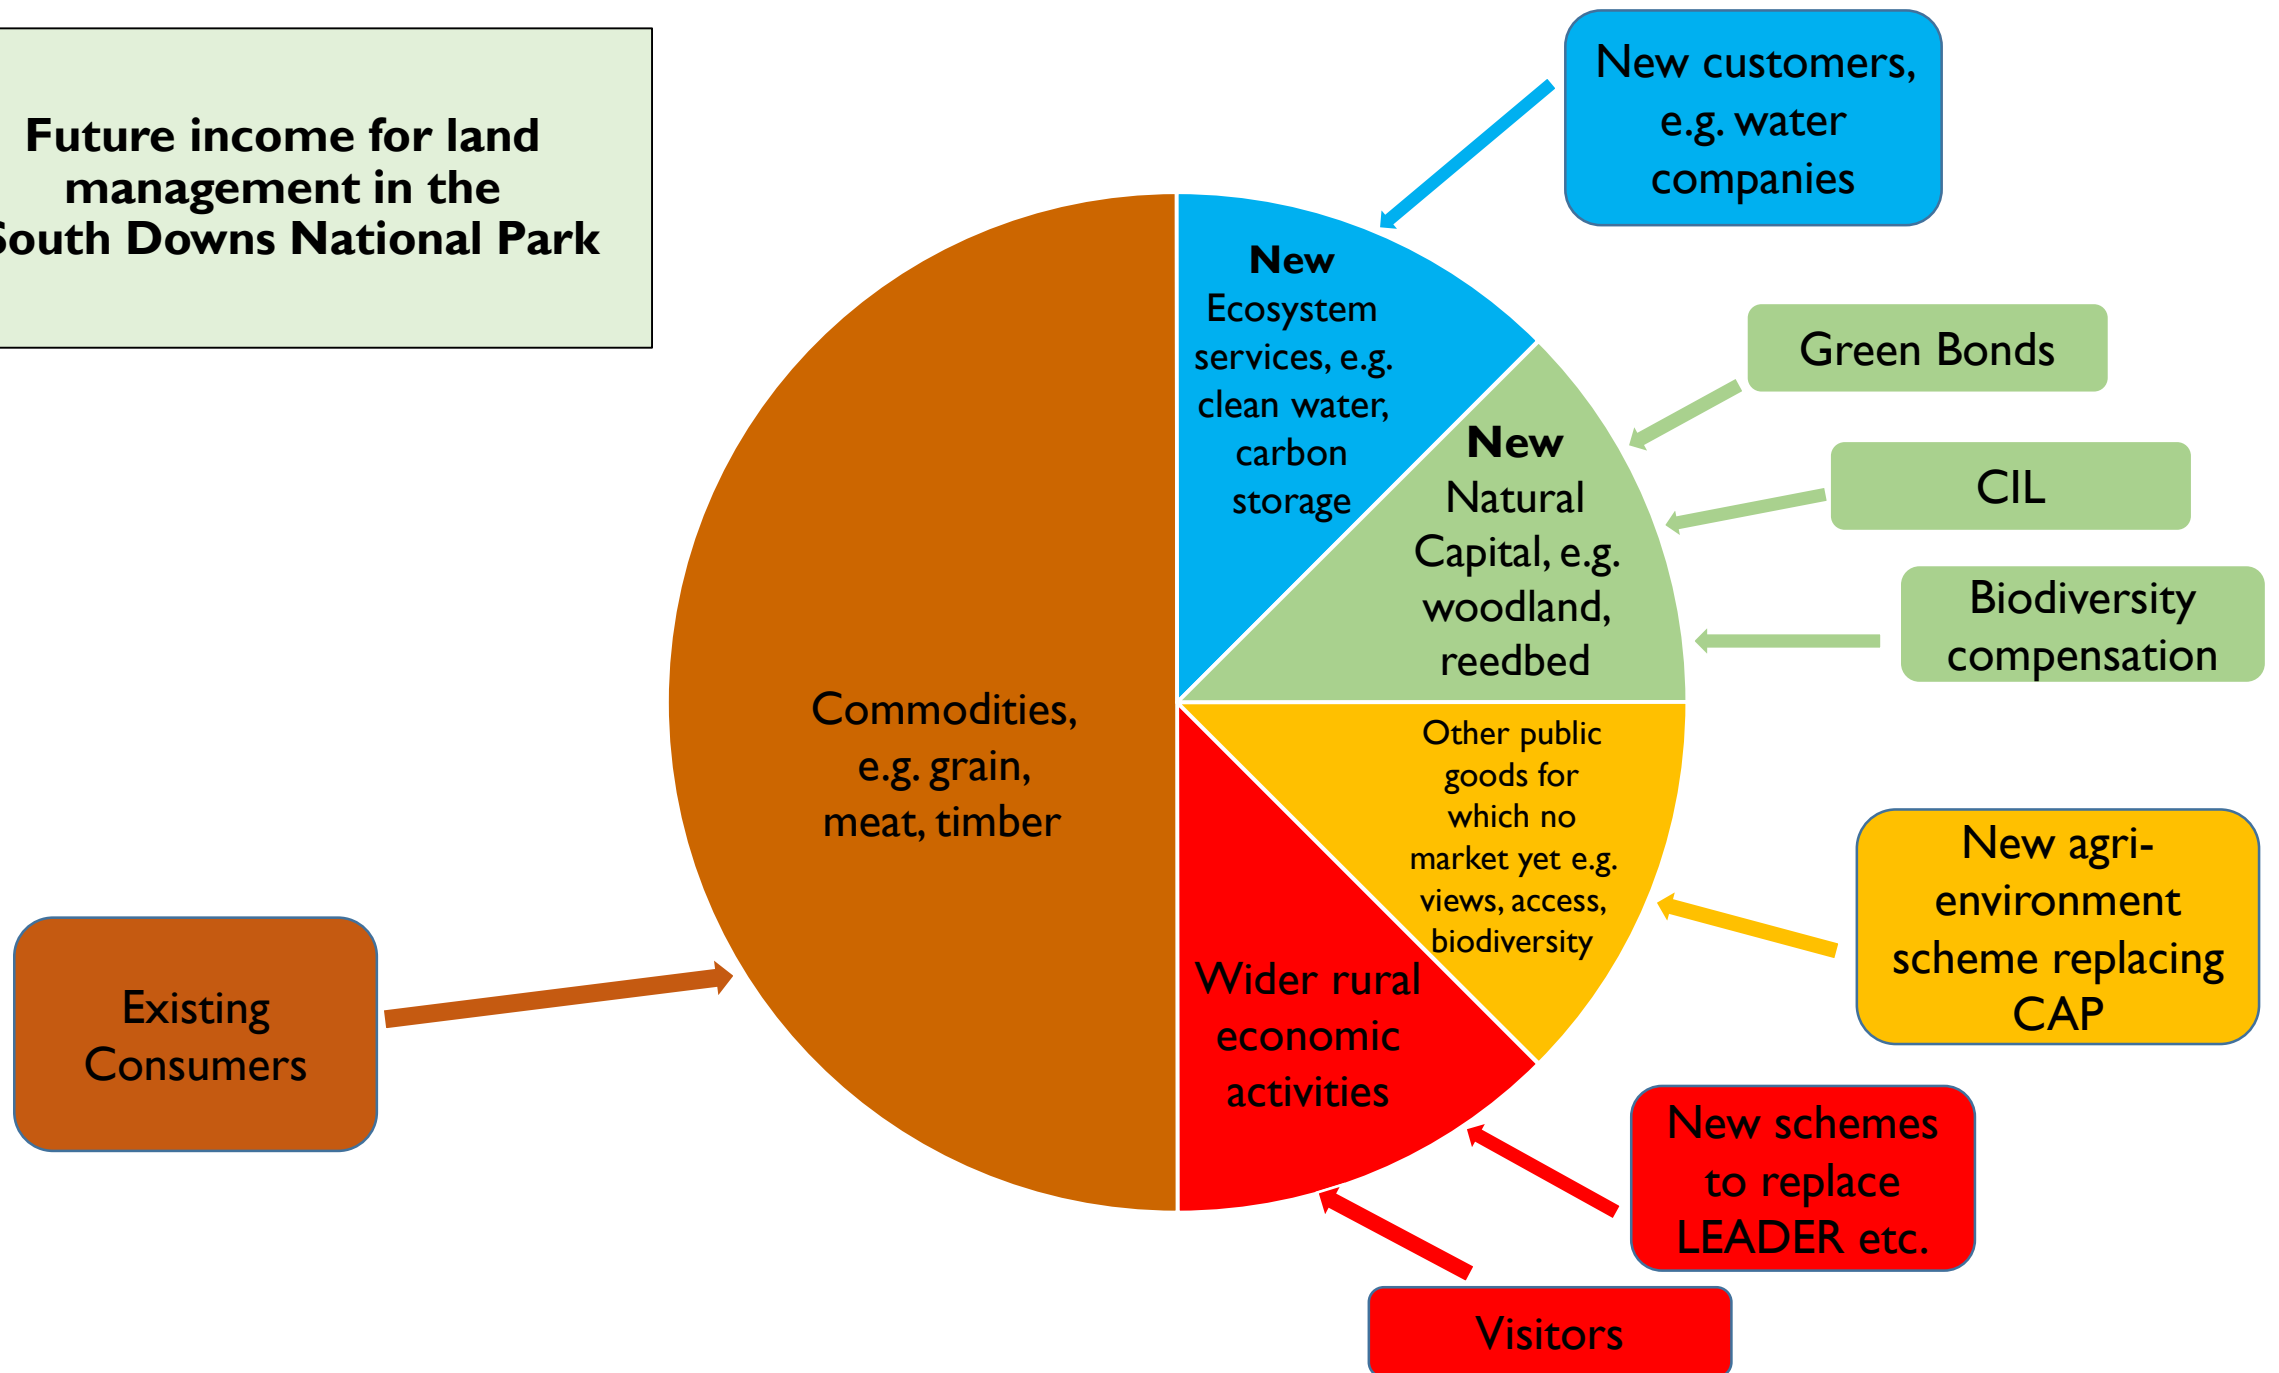 Future income for land
management in the
South Downs National Park
New customers,
e.g. water
companies
New
Ecosystem
services, e.g.
clean water,
carbon
storage
Green Bonds
New
Natural
Capital, e.g.
woodland,
reedbed
CIL
Biodiversity
compensation
Commodities,
e.g. grain,
meat, timber
Other public
goods for
which no
market yet e.g.
views, access,
biodiversity
New agri-
environment
scheme replacing
CAP
Existing
Consumers
Wider rural
economic
activities
New schemes
to replace
LEADER etc.
Visitors